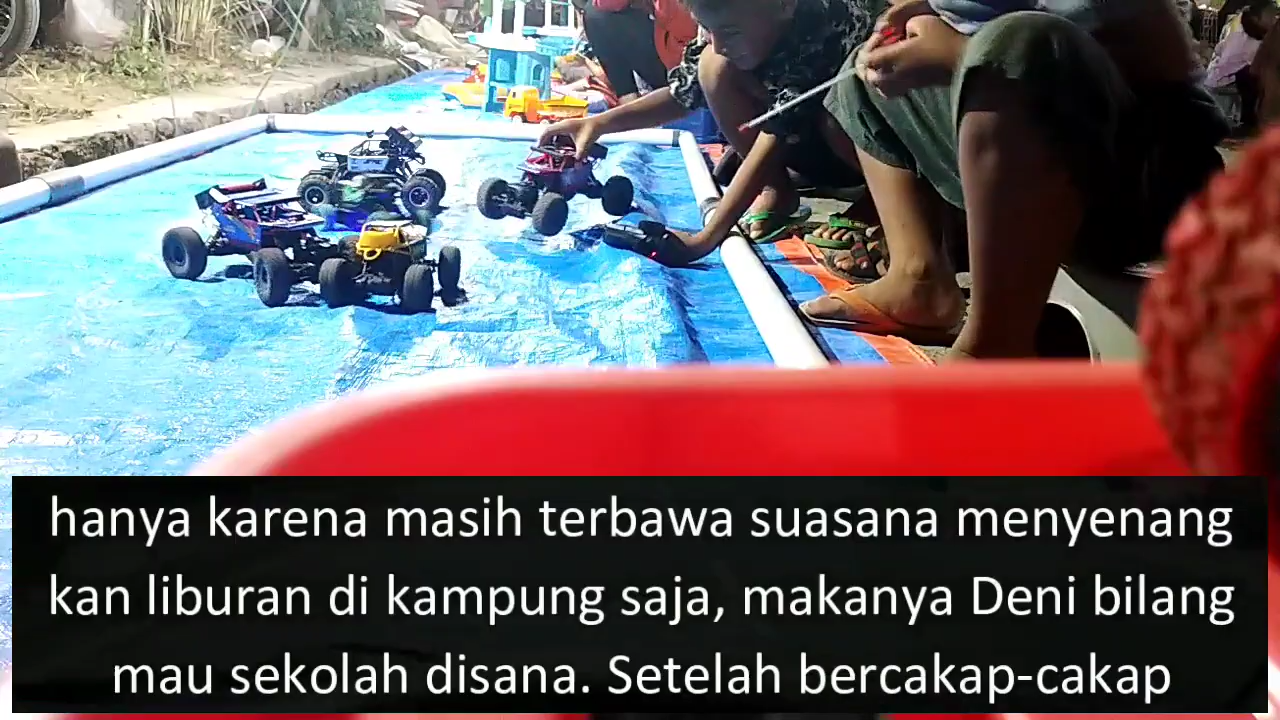 hanya karena masih terbawa suasana menyenang
kan liburan di kampung saja, makanya Deni bilang
mau sekolah disana. Setelah bercakap-cakap